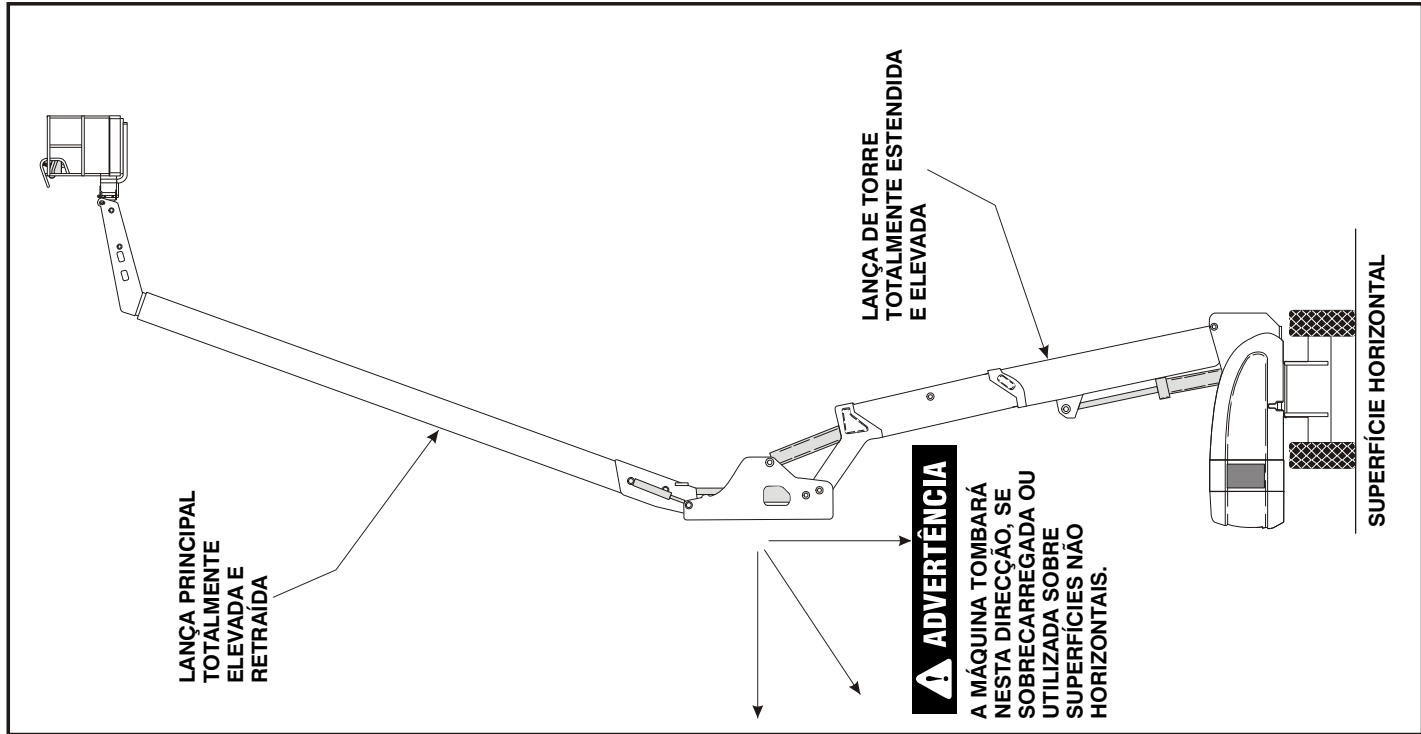 LANÇA PRINCIPAL
TOTALMENTE
ELEVADA E
RETRAÍDA
LANÇA DE TORRE
TOTALMENTE ESTENDIDA
E ELEVADA
ADVERTÊNCIA
A MÁQUINA TOMBARÁ
NESTA DIRECÇÃO, SE
SOBRECARREGADA OU
UTILIZADA SOBRE
SUPERFÍCIES NÃO
HORIZONTAIS.
SUPERFÍCIE HORIZONTAL